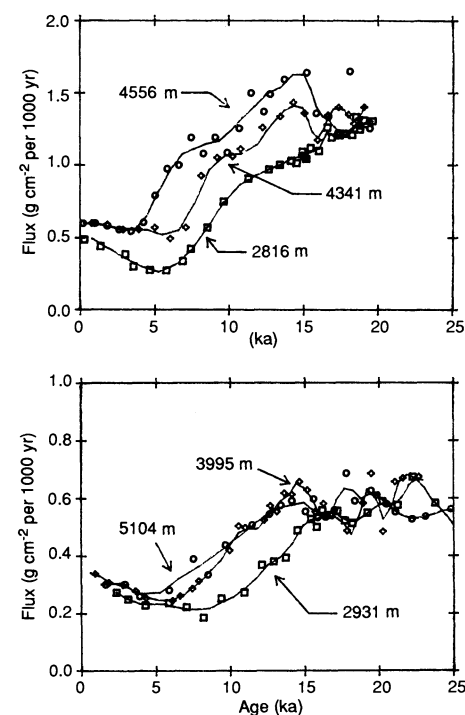 2.0
4556 m
1.5
Flux (g cm-2 per 1000 yr)
1.0
4341 m
0.5
2816 m
0.0
0 5 10 15 20 25
(ka)
1.0
0.8
3995 m
Flux (g cm-2 per 1000 yr)
0.6
5104 m
0.4
0.2
2931 m
0.0
0 5 10 15 20 25
Age (ka)